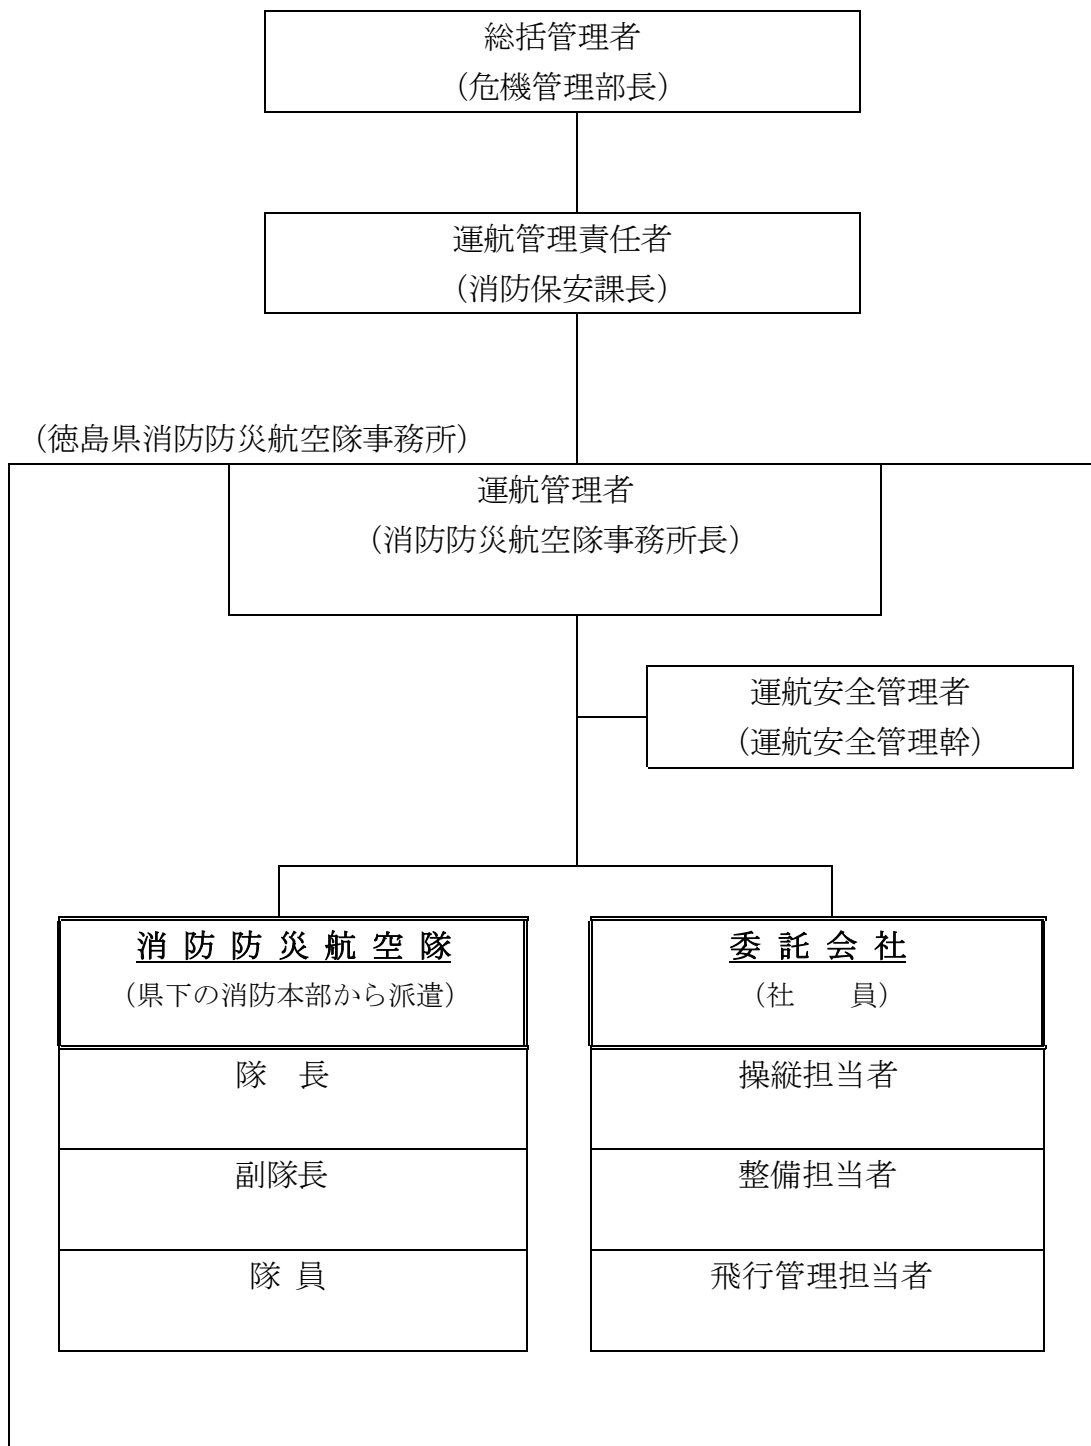 総括管理者
(危機管理部長)
運航管理責任者
(消防保安課長)
(徳島県消防防災航空隊事務所)
運航管理者
(消防防災航空隊事務所長)
運航安全管理者
(運航安全管理幹)
消 防 防 災 航 空 隊
(県下の消防本部から派遣)
隊　長
副隊長
隊 員
委 託 会 社
(社　　員)
操縦担当者
整備担当者
飛行管理担当者